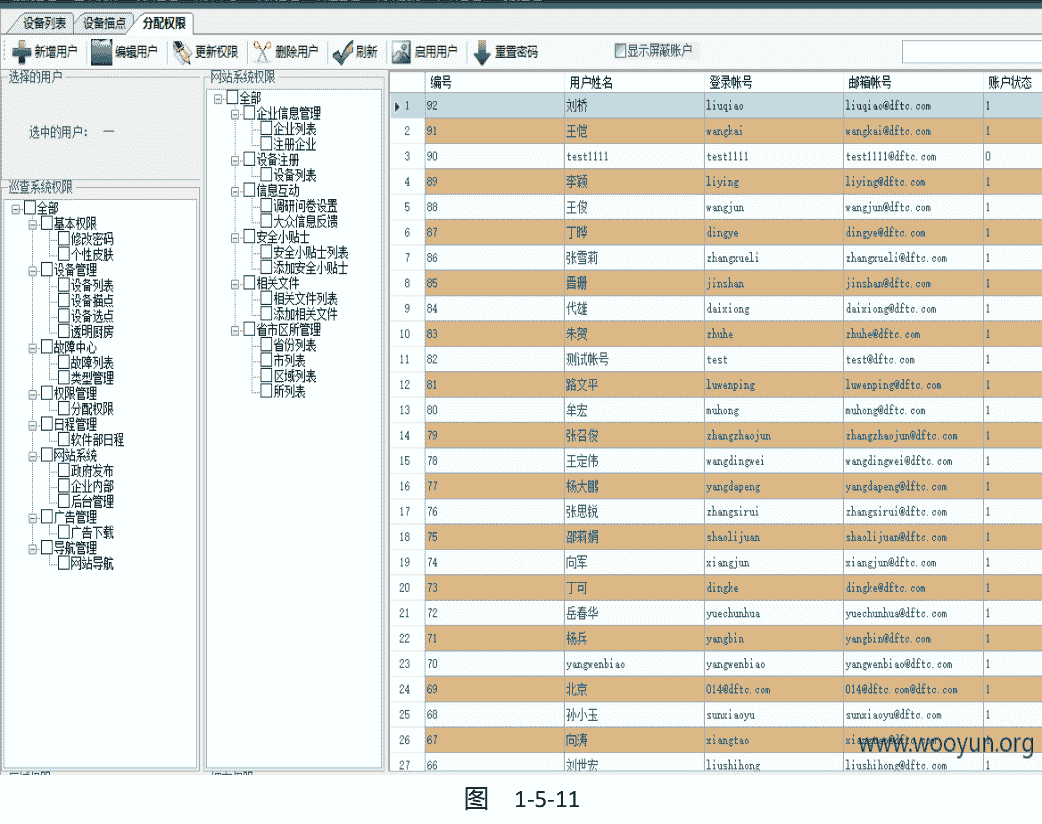 设备列表 设备描点 分配权限
新增用户 编辑用户 更新权限 删除用户 刷新 启用用户 重置密码 显示屏蔽账户
选择的用户
选中的用户： 一
巡查系统权限
全部
基本权限
修改密码
个性皮肤
设备管理
设备列表
设备描点
设备选点
透明厨房
故障中心
故障列表
类型管理
权限管理
分配权限
日程管理
软件部日程
网站系统
政府发布
企业内部
后台管理
广告管理
广告下载
导航管理
网站导航
网站系统权限
全部
企业信息管理
企业列表
注册企业
设备注册
设备列表
信息互动
调研问卷设置
大众信息反馈
安全小贴士
安全小贴士列表
添加安全小贴士
相关文件
相关文件列表
添加相关文件
省市区所管理
省份列表
市列表
区域列表
所列表
编号 用户姓名 登录帐号 邮箱帐号 账户状态
1 92 刘桥 liuqiao liuqiao@dftc.com 1
2 91 王恺 wangkai wangkai@dftc.com 1
3 90 test1111 test1111 test1111@dftc.com 0
4 89 李颖 liying liying@dftc.com 1
5 88 王俊 wangjun wangjun@dftc.com 1
6 87 丁晔 dingye dingye@dftc.com 1
7 86 张雪莉 zhangxueli zhangxueli@dftc.com 1
8 85 晋珊 jinshan jinshan@dftc.com 1
9 84 代雄 daixiong daixiong@dftc.com 1
10 83 朱贺 zhuhe zhuhe@dftc.com 1
11 82 测试帐号 test test@dftc.com 1
12 81 路文平 luwenping luwenping@dftc.com 1
13 80 牟宏 muhong muhong@dftc.com 1
14 79 张召俊 zhangzhaojun zhangzhaojun@dftc.com 1
15 78 王定伟 wangdingwei wangdingwei@dftc.com 1
16 77 杨大鹏 yangdapeng yangdapeng@dftc.com 1
17 76 张思锐 zhangsirui zhangsirui@dftc.com 1
18 75 邵莉娟 shaolijuan shaolijuan@dftc.com 1
19 74 向军 xiangjun xiangjun@dftc.com 1
20 73 丁可 dingke dingke@dftc.com 1
21 72 岳春华 yuechunhua yuechunhua@dftc.com 1
22 71 杨兵 yangbin yangbin@dftc.com 1
23 70 yangwenbiao yangwenbiao yangwenbiao@dftc.com 1
24 69 北京 014@dftc.com 014@dftc.com@dftc.com 1
25 68 孙小玉 sunxiaoyu sunxiaoyu@dftc.com 1
26 67 向涛 xiangtao xiangtao@dftc.com 1
27 66 刘世宏 liushihong liushihong@dftc.com 1
www.wooyun.org
图 1-5-11